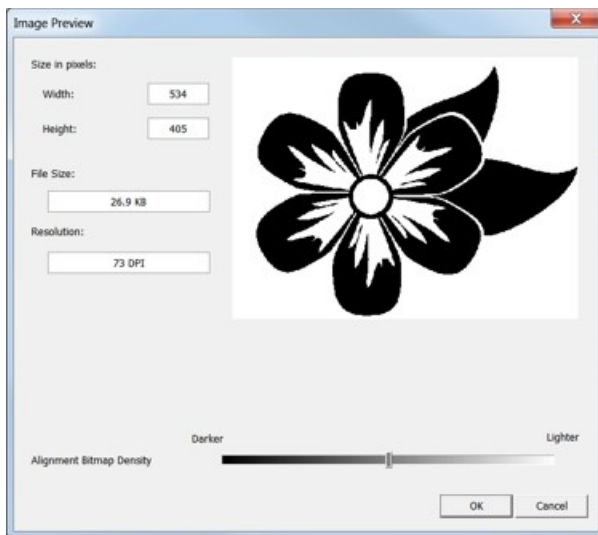 Image Preview
Size in pixels:
Width: 534
Height: 405
File Size:
26.9 KB
Resolution:
73 DPI
Darker Lighter
Alignment Bitmap Density
OK Cancel